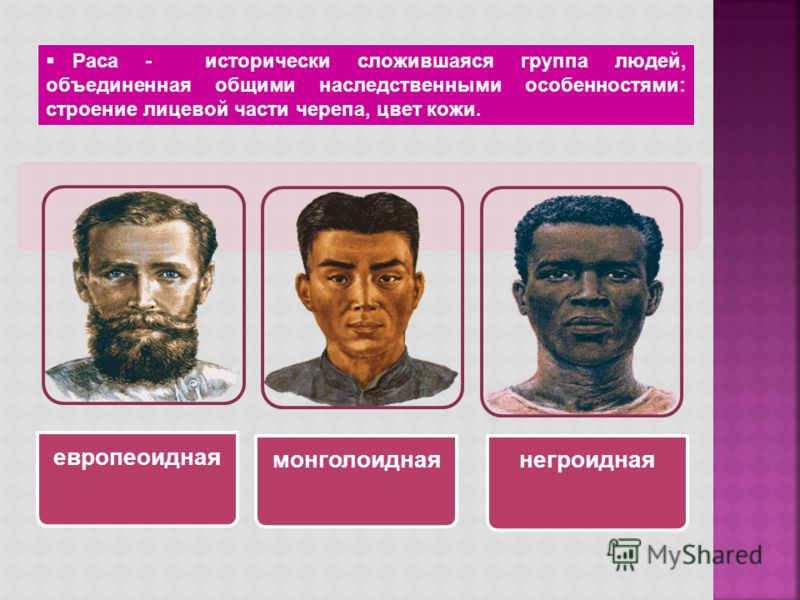 ▪ Раса - исторически сложившаяся группа людей,
объединенная общими наследственными особенностями:
строение лицевой части черепа, цвет кожи.
европеоидная
монголоидная
негроидная
MyShared